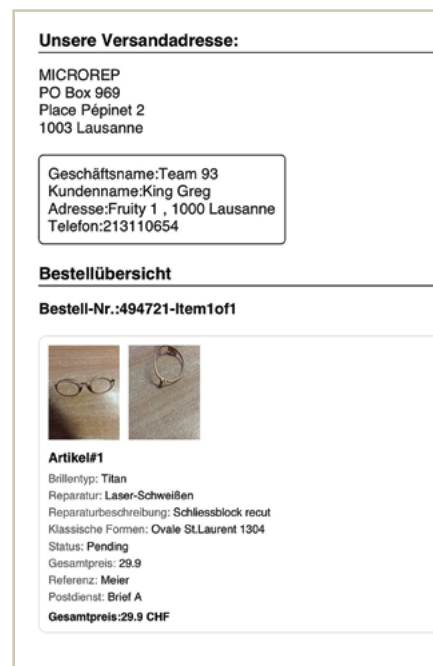 Unsere Versandadresse:
MICROREP
PO Box 969
Place Pépinet 2
1003 Lausanne
Geschäftsname:Team 93
Kundenname:King Greg
Adresse:Fruity 1 , 1000 Lausanne
Telefon:213110654
Bestellübersicht
Bestell-Nr.:494721-Item1of1
Artikel#1
Brillentyp: Titan
Reparatur: Laser-Schweißen
Reparaturbeschreibung: Schliessblock recut
Klassische Formen: Ovale St.Laurent 1304
Status: Pending
Gesamtpreis: 29.9
Referenz: Meier
Postdienst: Brief A
Gesamtpreis:29.9 CHF